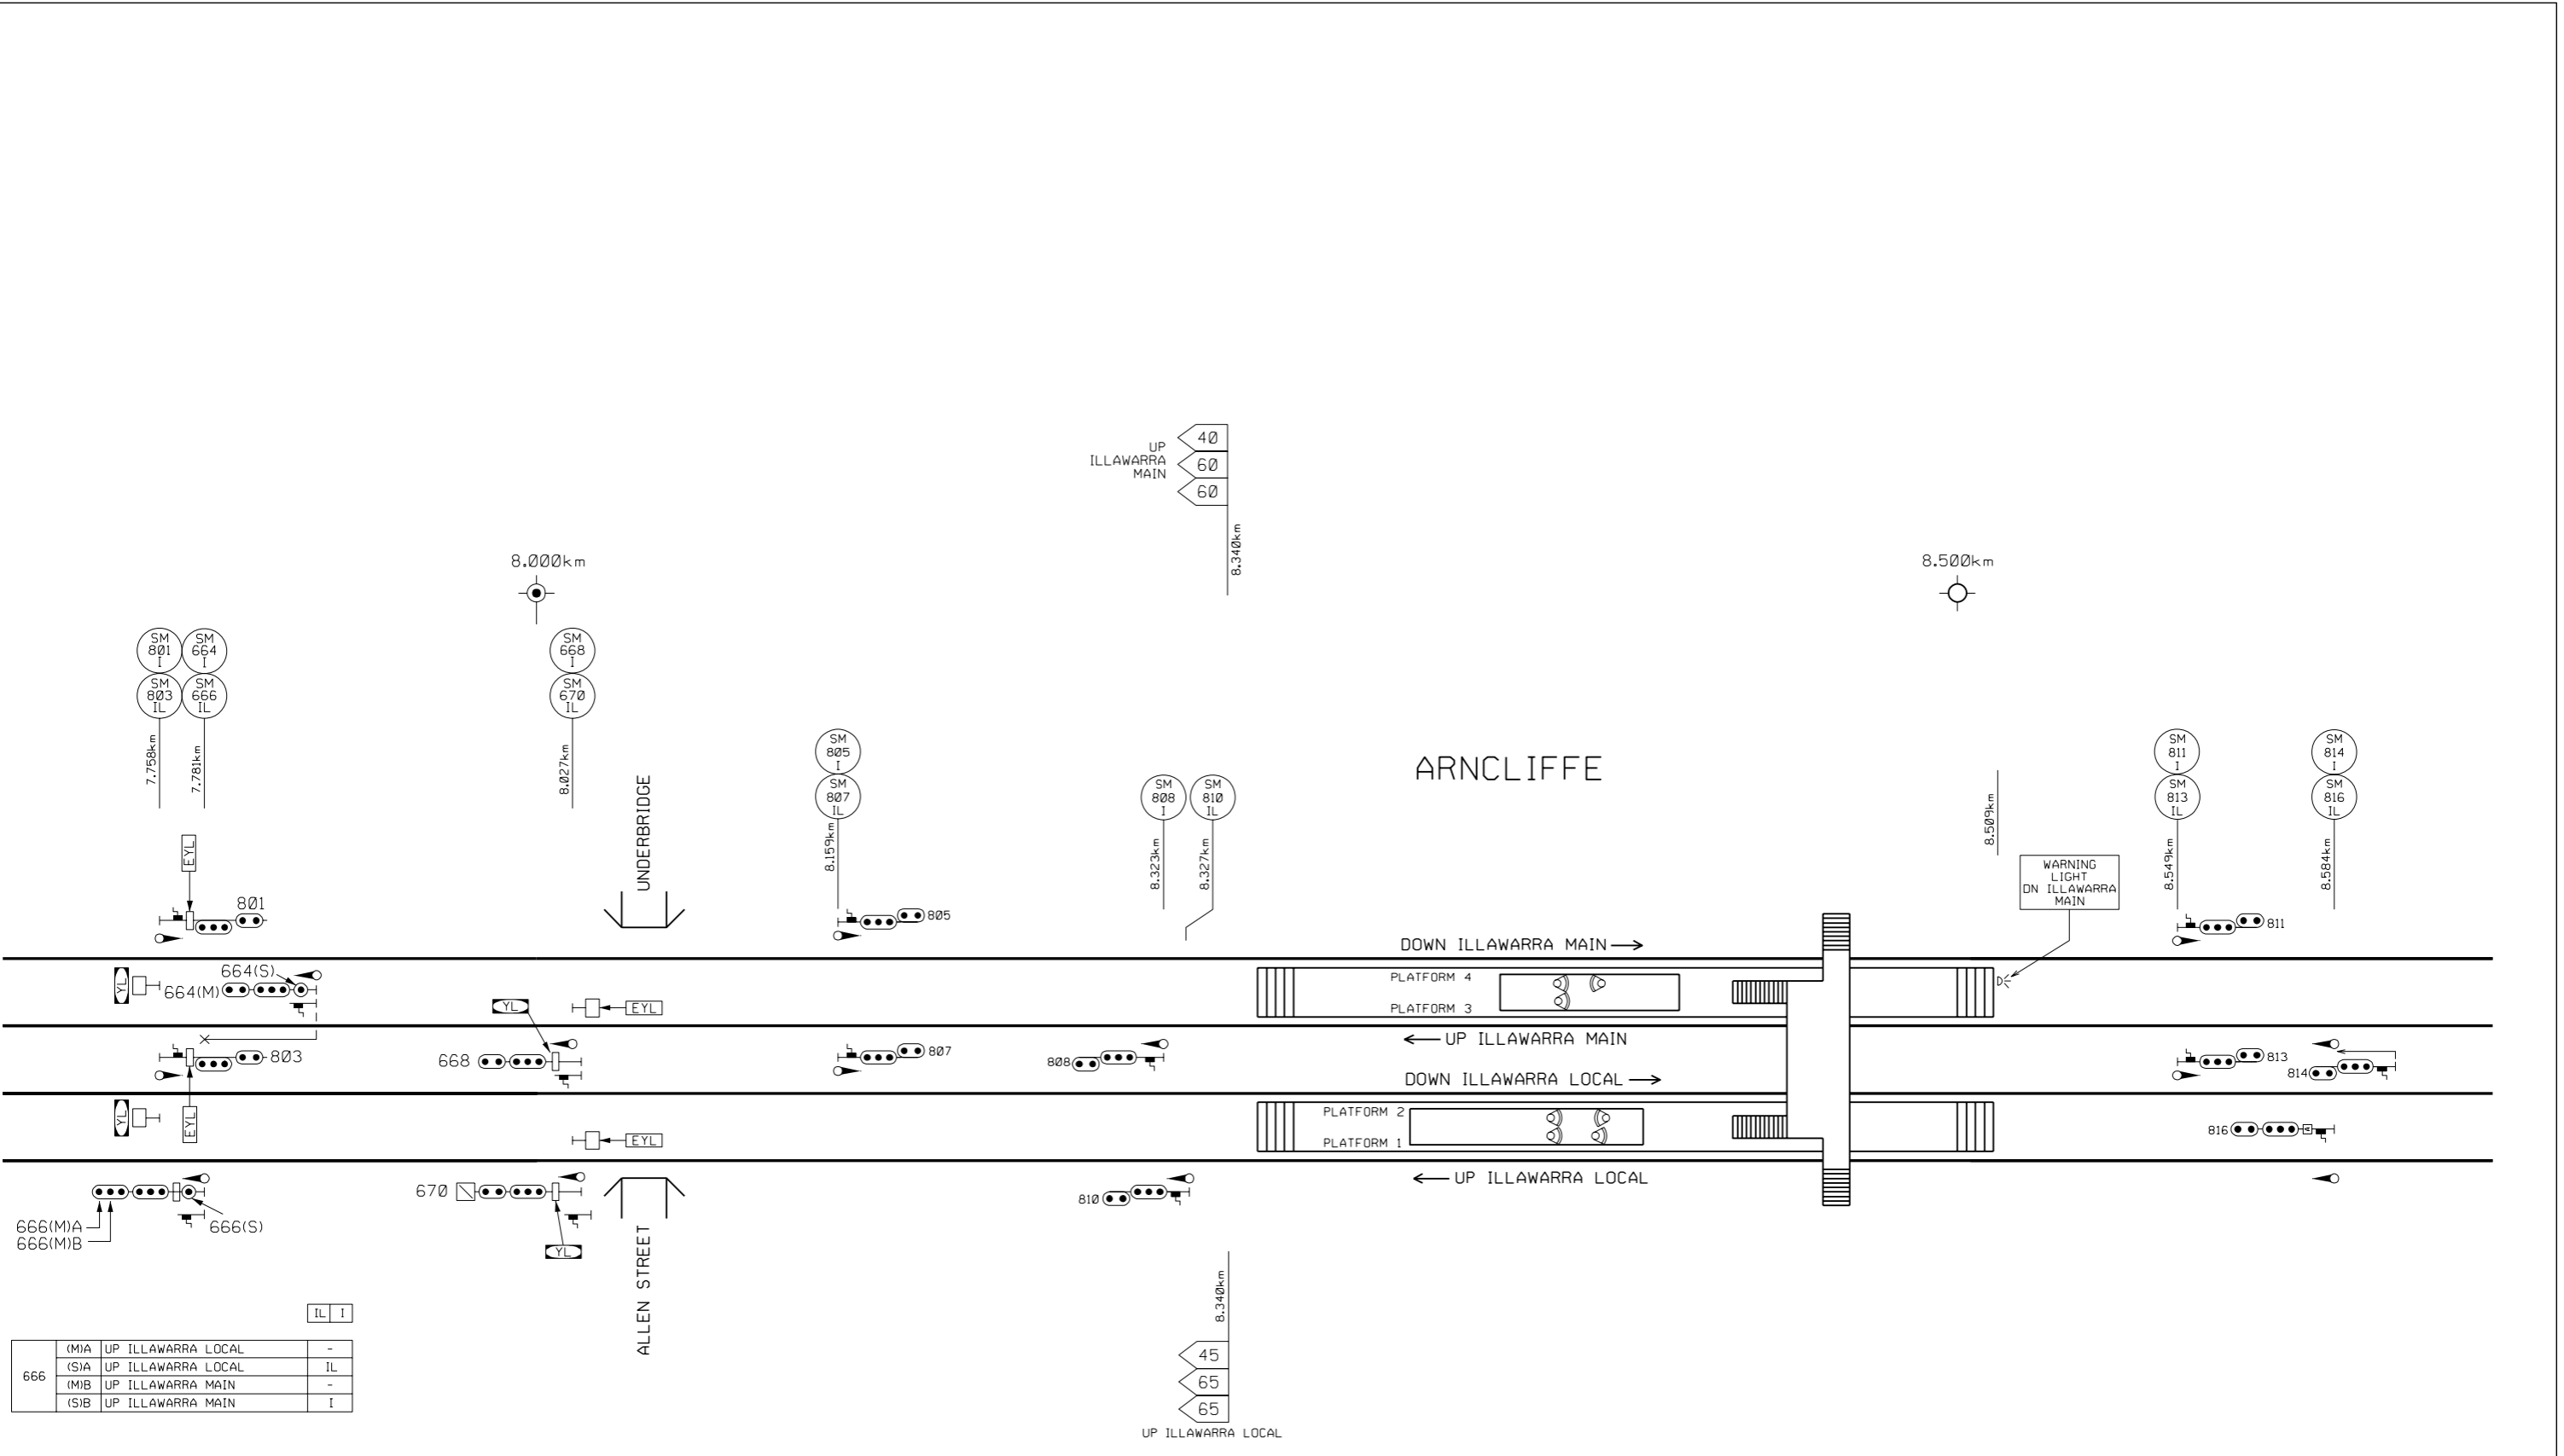 40
UP
ILLAWARRA
MAIN
60
60
8.340km
8.000km
8.500km
SM
801
I
SM
664
I
SM
803
IL
SM
666
IL
7.758km
7.781km
SM
668
I
SM
670
IL
8.027km
SM
805
I
SM
807
IL
8.159km
SM
808
I
SM
810
IL
8.323km
8.327km
ARNCLIFFE
8.509km
SM
811
I
SM
813
IL
8.549km
SM
814
I
SM
816
IL
8.584km
UNDERBRIDGE
WARNING
LIGHT
DN ILLAWARRA
MAIN
EYL
801
805
811
DOWN ILLAWARRA MAIN
YL
664(S)
664(M)
YL
EYL
PLATFORM 4
PLATFORM 3
D
UP ILLAWARRA MAIN
803
668
807
808
813
814
DOWN ILLAWARRA LOCAL
YL
EYL
EYL
PLATFORM 2
PLATFORM 1
816
UP ILLAWARRA LOCAL
670
810
666(M)A
666(M)B
666(S)
YL
ALLEN STREET
8.340km
45
65
65
UP ILLAWARRA LOCAL
IL I
666
(M)A UP ILLAWARRA LOCAL -
(S)A UP ILLAWARRA LOCAL IL
(M)B UP ILLAWARRA MAIN -
(S)B UP ILLAWARRA MAIN I